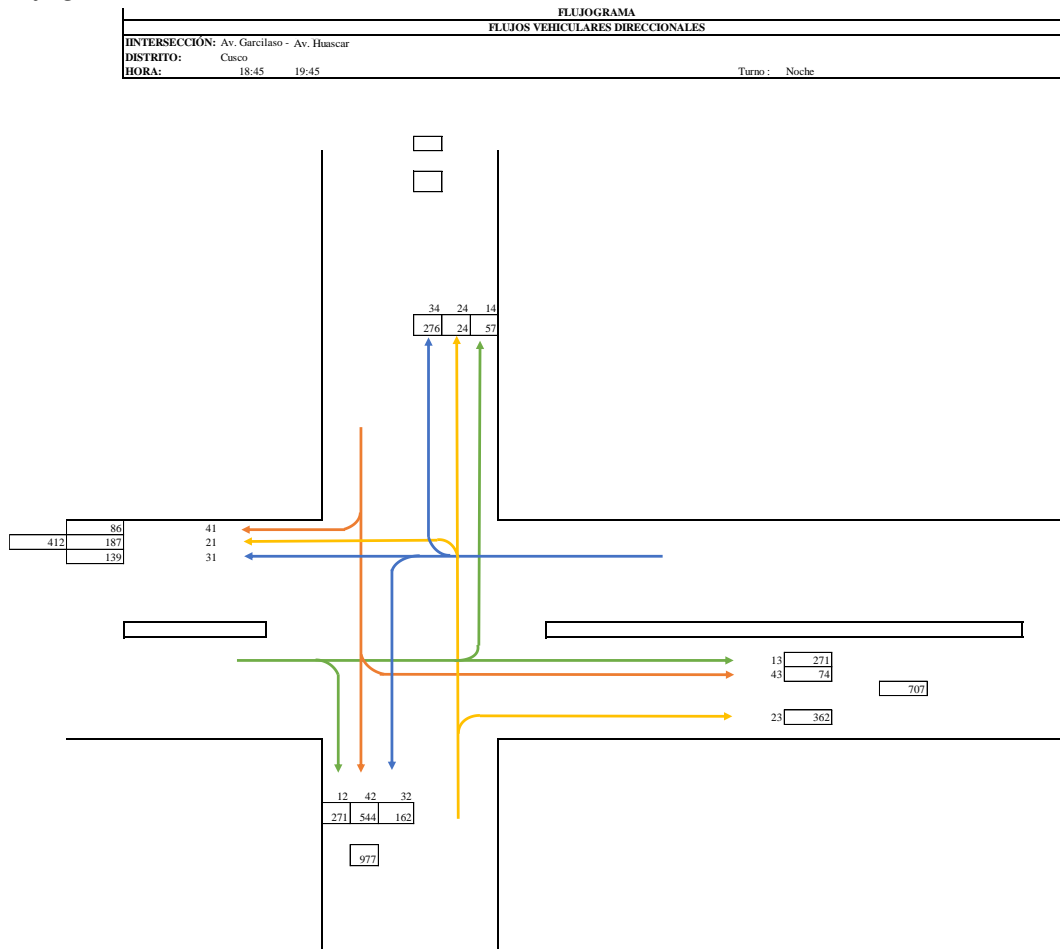 FLUJOGRAMA
FLUJOS VEHICULARES DIRECCIONALES
IINTERSECCIÓN: Av. Garcilaso - Av. Huascar
DISTRITO: Cusco
HORA: 18:45 19:45 Turno : Noche
34 24 14
276 24 57
86 41
412 187 21
139 31
13 271
43 74
707
23 362
12 42 32
271 544 162
977